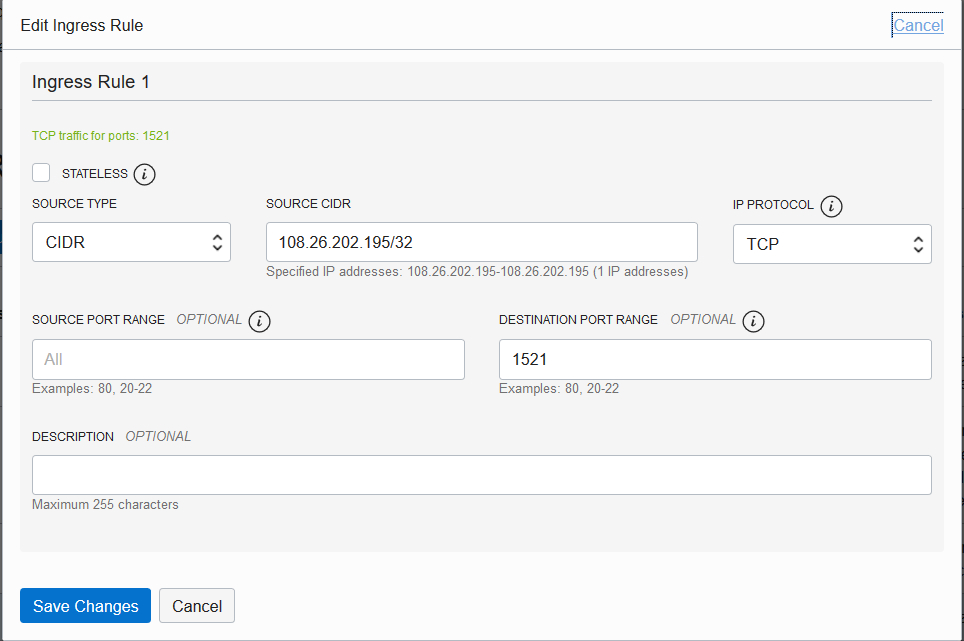 Edit Ingress Rule
Cancel
Ingress Rule 1
TCP traffic for ports: 1521
STATELESS i
SOURCE TYPE
SOURCE CIDR
IP PROTOCOL i
CIDR
108.26.202.195/32
TCP
Specified IP addresses: 108.26.202.195-108.26.202.195 (1 IP addresses)
SOURCE PORT RANGE OPTIONAL i
DESTINATION PORT RANGE OPTIONAL i
All
1521
Examples: 80, 20-22
Examples: 80, 20-22
DESCRIPTION OPTIONAL
Maximum 255 characters
Save Changes
Cancel